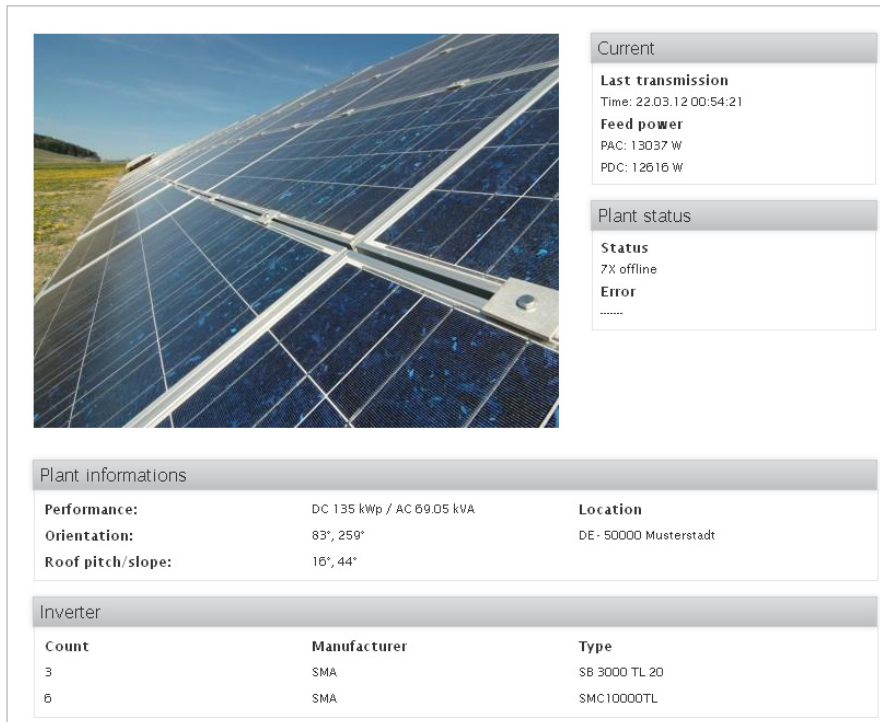 Current
Last transmission
Time: 22.03.12 00:54:21
Feed power
PAC: 13037 W
PDC: 12616 W
Plant status
Status
7X offline
Error
-------
Plant informations
Performance: DC 135 kWp / AC 69.05 kVA Location
Orientation: 83°, 259° DE - 50000 Musterstadt
Roof pitch/slope: 16°, 44°
Inverter
Count Manufacturer Type
3 SMA SB 3000 TL 20
6 SMA SMC10000TL